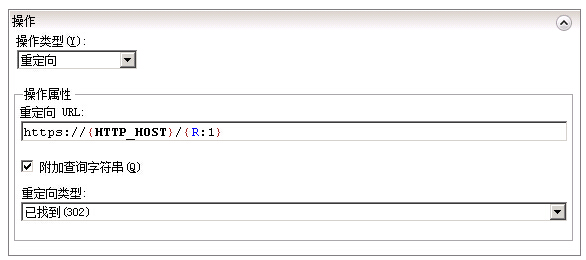 操作
操作类型(Y):
重定向
操作属性
重定向 URL:
https://{HTTP_HOST}/{R:1}
附加查询字符串(Q)
重定向类型:
已找到(302)